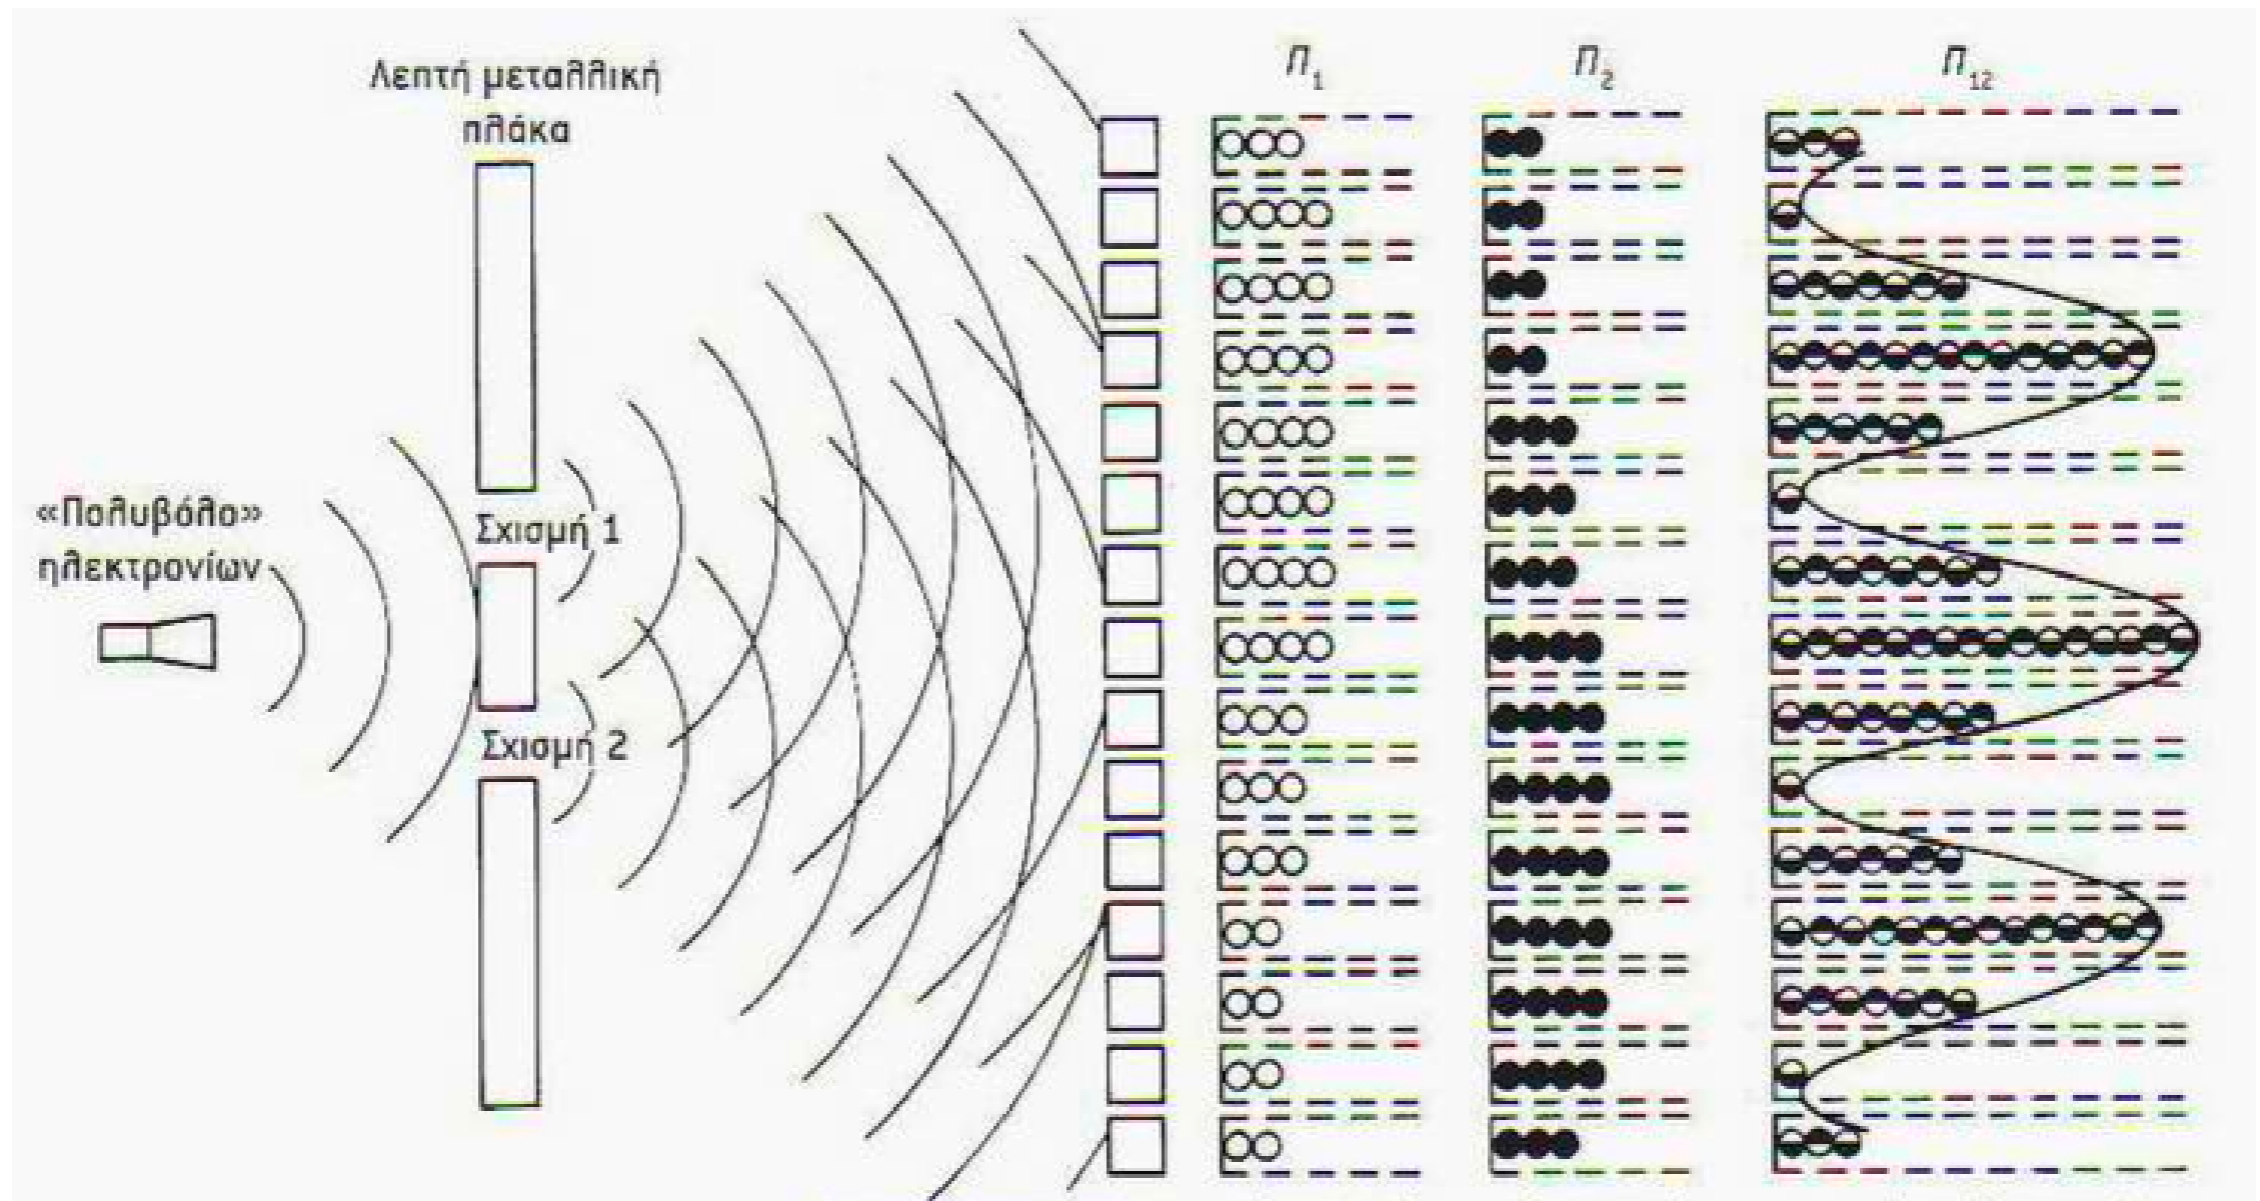 Λεπτή μεταλλική
πλάκα
Π₁
Π₂
Π₁₂
«Πολυβόλο»
ηλεκτρονίων
Σχισμή 1
Σχισμή 2